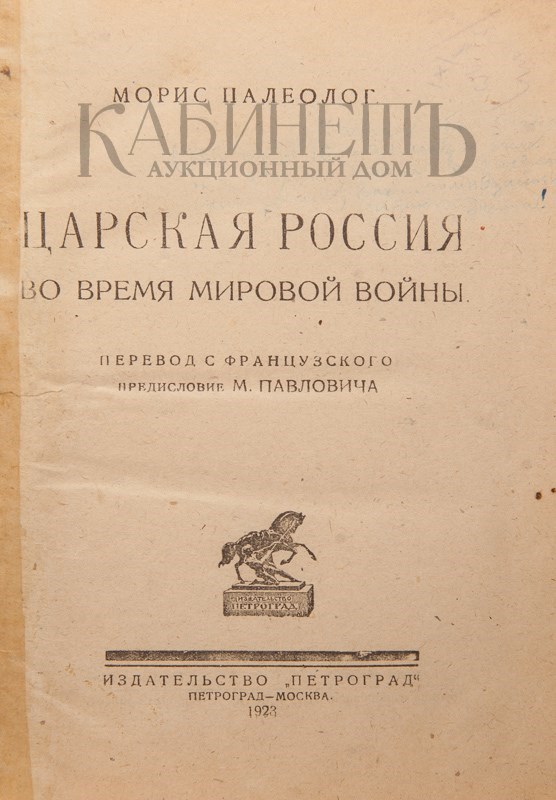 МОРИС ПАЛЕОЛОГ
КАБИНЕТЪ
АУКЦИОННЫЙ ДОМ
ЦАРСКАЯ РОССИЯ
ВО ВРЕМЯ МИРОВОЙ ВОЙНЫ.
ПЕРЕВОД С ФРАНЦУЗСКОГО
ПРЕДИСЛОВИЕ М. ПАВЛОВИЧА
ИЗДАТЕЛЬСТВО
ПЕТРОГРАД
ИЗДАТЕЛЬСТВО „ПЕТРОГРАД“
ПЕТРОГРАД—МОСКВА.
1923